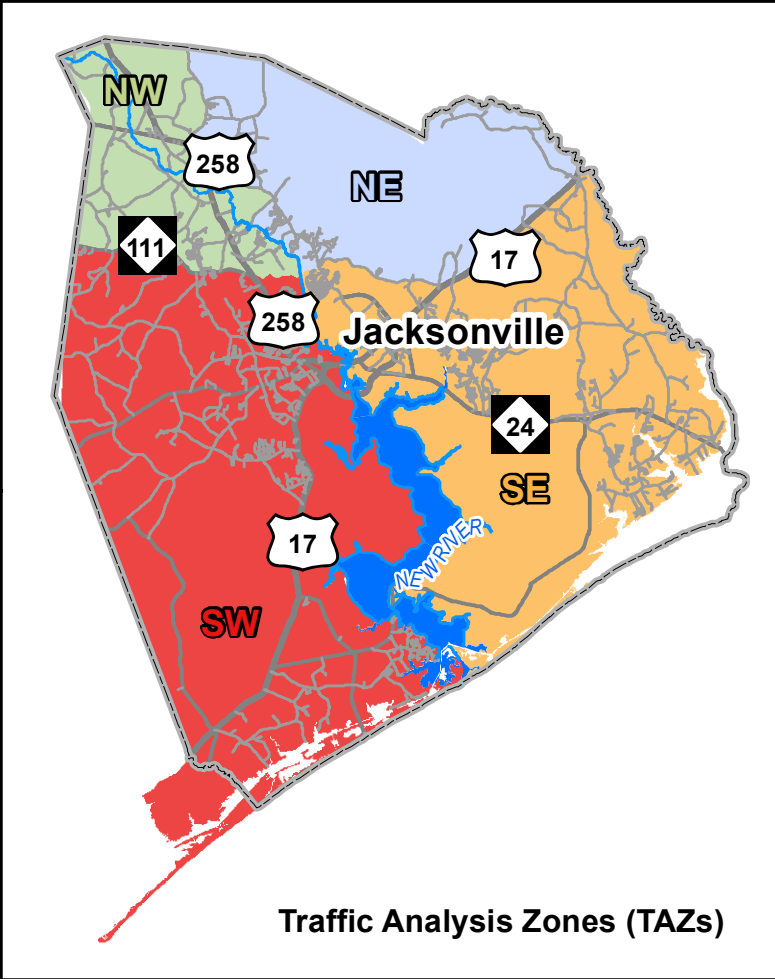 NW
258
NE
111
17
258
Jacksonville
24
SE
NEW RIVER
17
SW
Traffic Analysis Zones (TAZs)